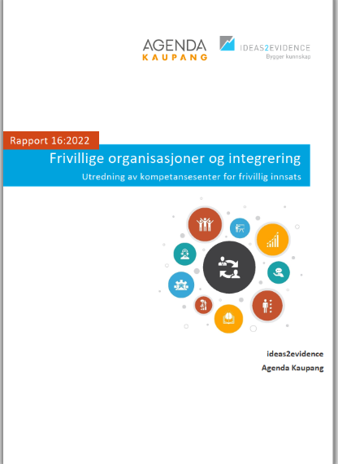 AGENDA
KAUPANG
IDEAS2EVIDENCE
Bygger kunnskap
Rapport 16:2022
Frivillige organisasjoner og integrering
Utredning av kompetansesenter for frivillig innsats
ideas2evidence
Agenda Kaupang